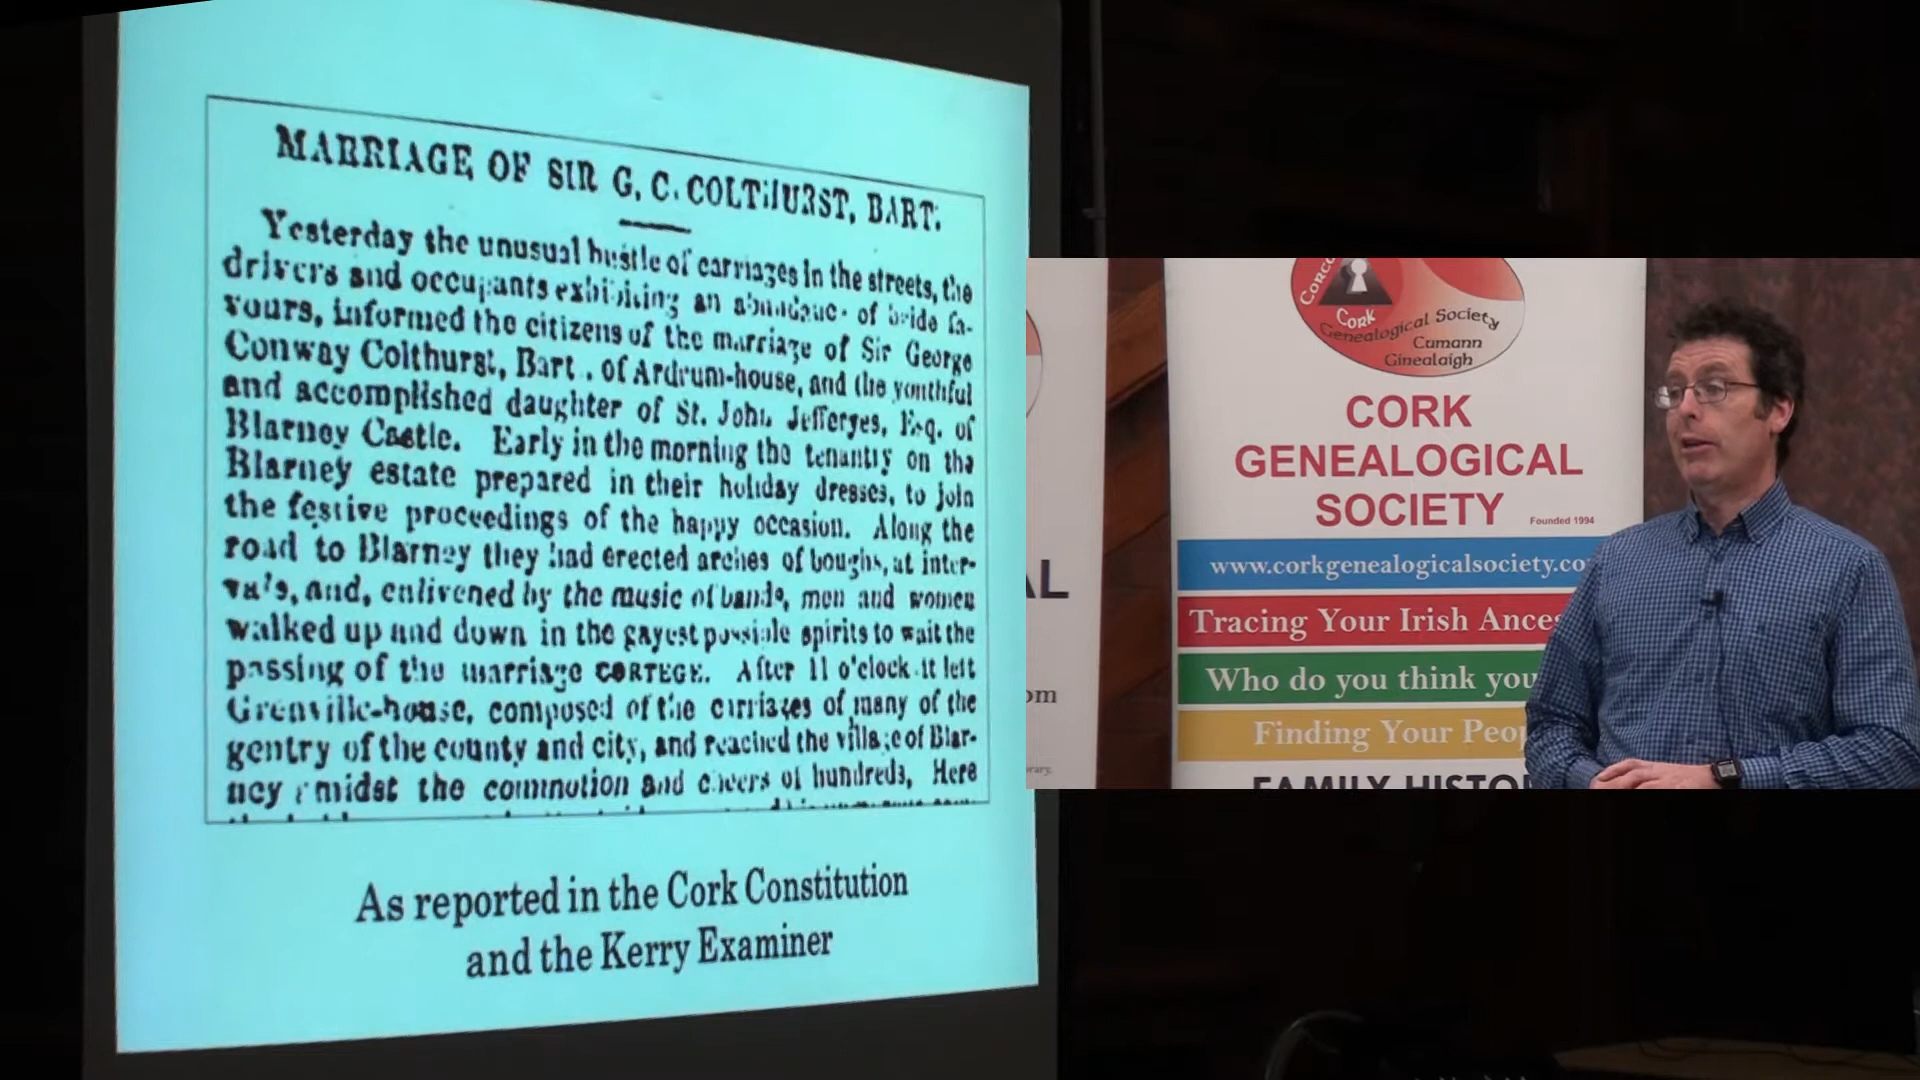 MARRIAGE OF SIR G. C. COLTHURST, BART.
Yesterday the unusual bustle of carriages in the streets, the
drivers and occupants exhibiting an abundance of bride fa-
vours, informed the citizens of the marriage of Sir George
Conway Colthurst, Bart., of Ardrum-house, and the youthful
and accomplished daughter of St. John Jefferyes, Esq. of
Blarney Castle. Early in the morning the tenantry on the
Blarney estate prepared in their holiday dresses, to join
the festive proceedings of the happy occasion. Along the
road to Blarney they had erected arches of boughs, at inter-
vals, and, enlivened by the music of bands, men and women
walked up and down in the gayest possible spirits to wait the
passing of the marriage CORTEGE. After 11 o'clock it left
Grenville-house, composed of the carriages of many of the
gentry of the county and city, and reached the village of Blar-
ney amidst the commotion and cheers of hundreds. Here
As reported in the Cork Constitution
and the Kerry Examiner
Cork
Genealogical Society
Cumann
Ginealaigh
CORK
GENEALOGICAL
SOCIETY
Founded 1994
www.corkgenealogicalsociety.co
Tracing Your Irish Ances
Who do you think you
Finding Your Peop
FAMILY HISTO
AL
om